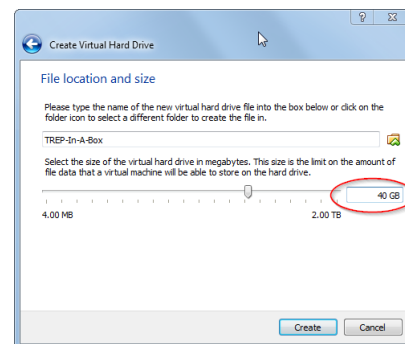 Create Virtual Hard Drive
File location and size
Please type the name of the new virtual hard drive file into the box below or click on the
folder icon to select a different folder to create the file in.
TREP-In-A-Box
Select the size of the virtual hard drive in megabytes. This size is the limit on the amount of
file data that a virtual machine will be able to store on the hard drive.
40 GB
4.00 MB 2.00 TB
Create Cancel